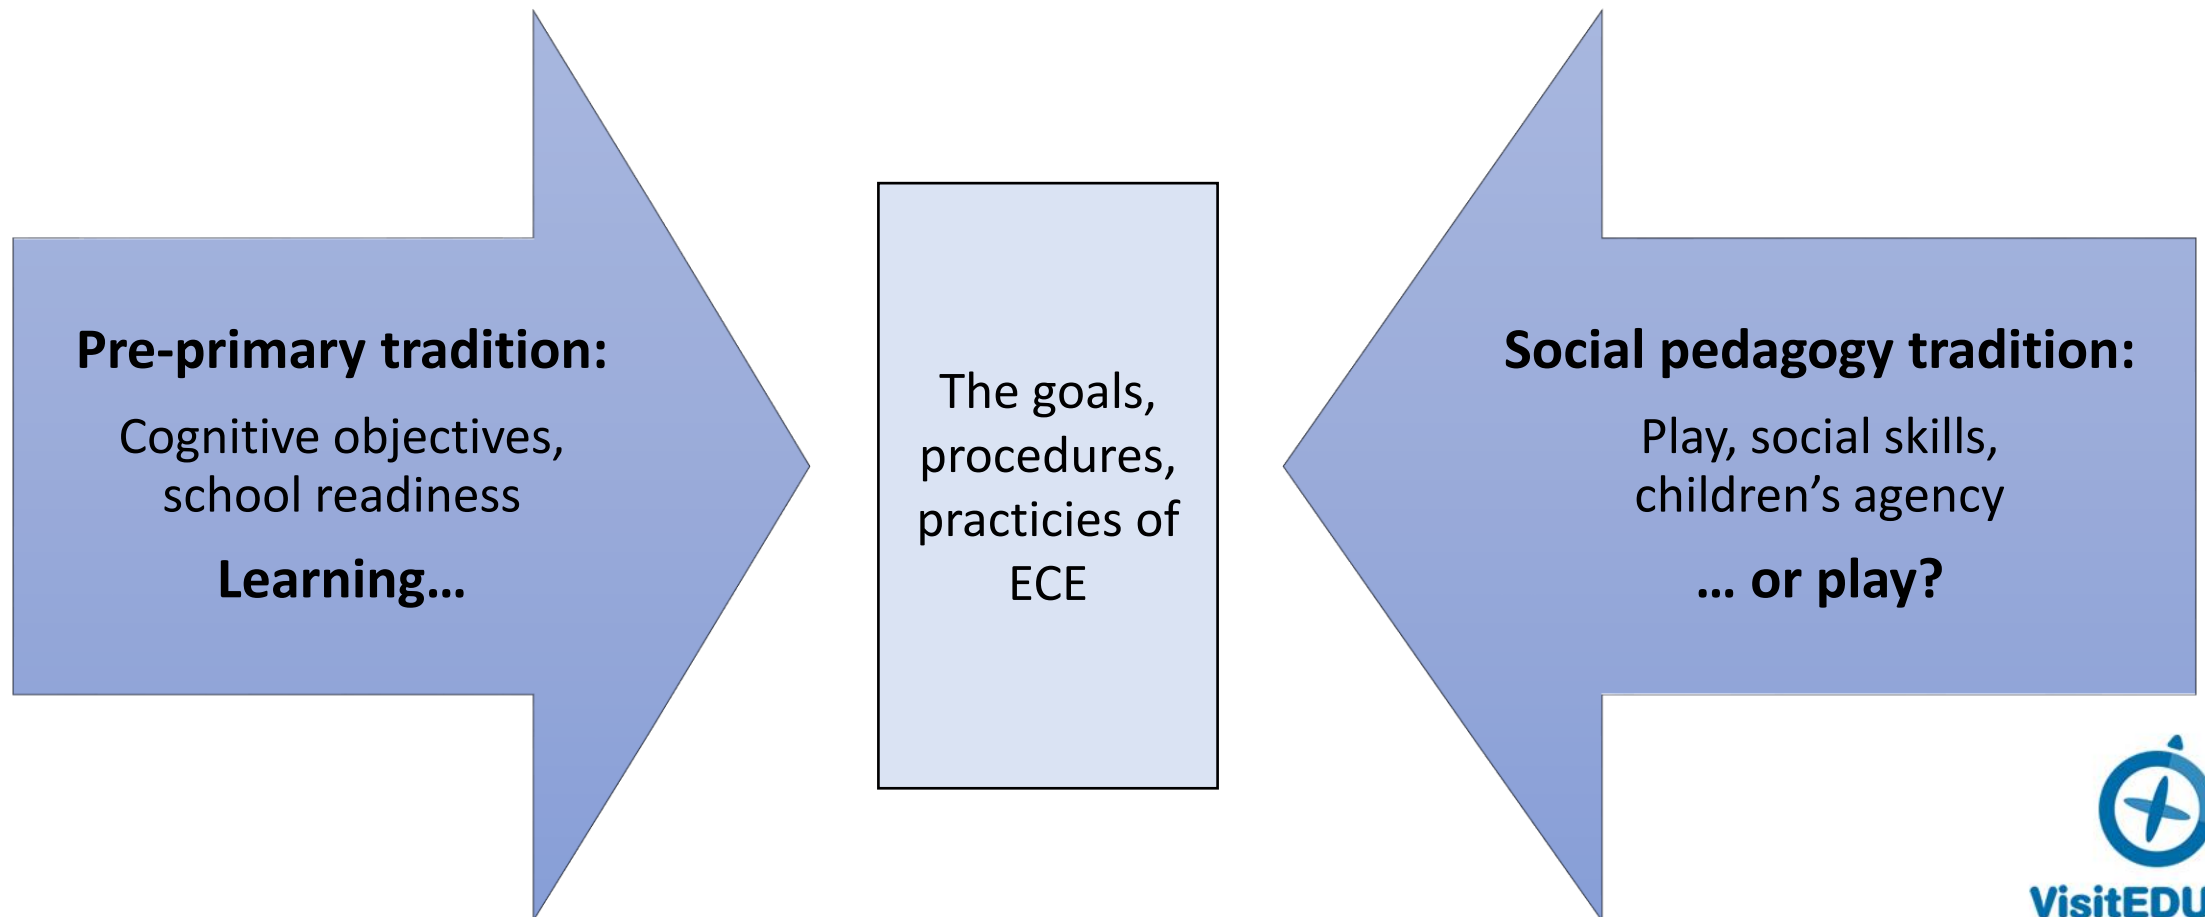 Pre-primary tradition:
Cognitive objectives,
school readiness
Learning…
The goals,
procedures,
practicies of
ECE
Social pedagogy tradition:
Play, social skills,
children’s agency
… or play?
VisitEDU